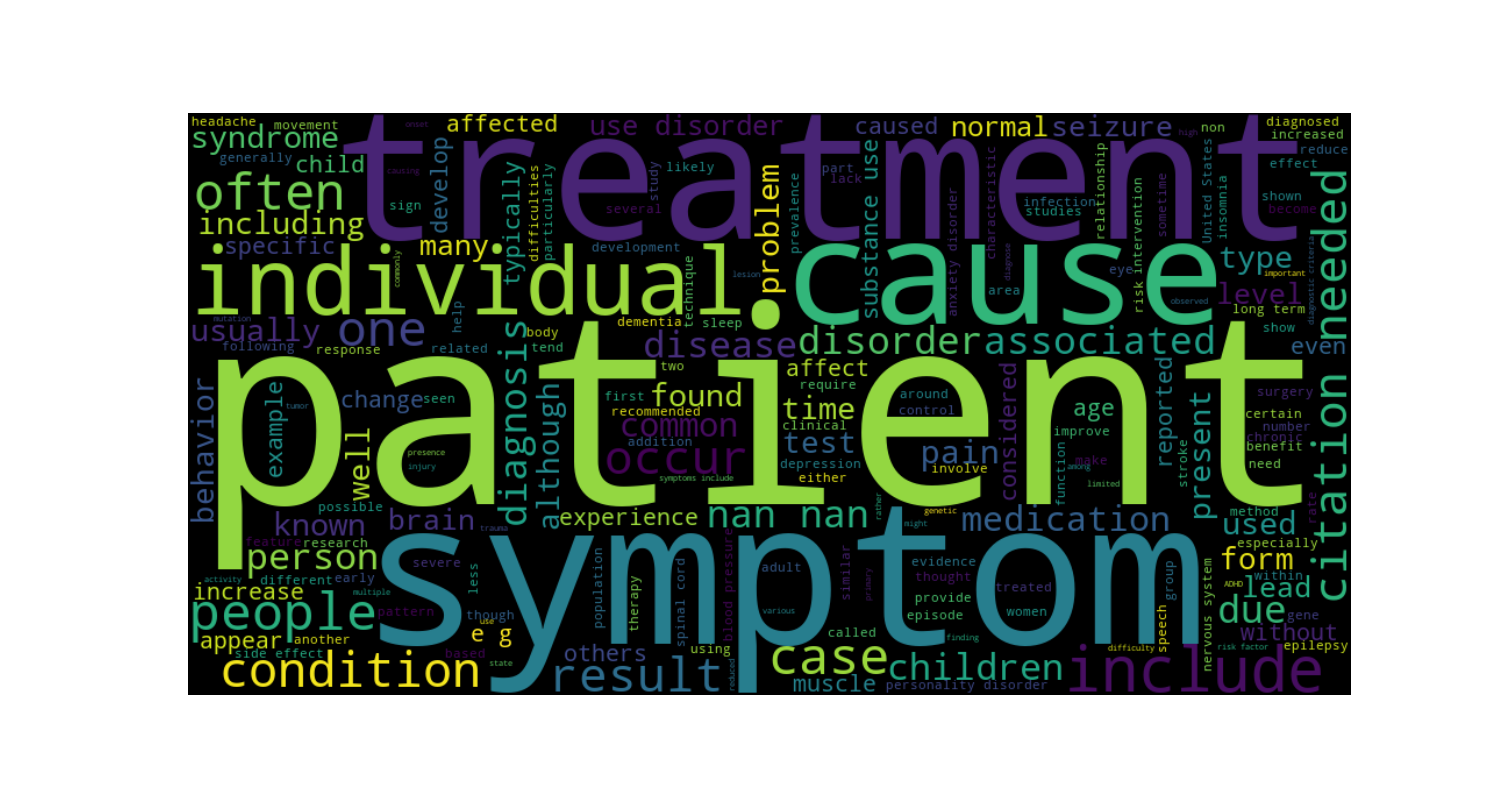 headache
movement
onset
affected
use disorder
caused
normal
seizure
high
non
diagnosed
increased
syndrome
treatment
generally
child
develop
causing
typically
difficulties
particularly
study
likely
problem
prevalence
part
lack
substance use
characteristic
relationship
sometime
United States
insomnia
reduce
effect
often
sign
several
infection
studies
shown
become
including
specific
many
development
anxiety disorder
risk
intervention
needed
individual
commonly
technique
lesion
cause
eye
diagnose
area
observed
type
important
level
long term
diagnostic criteria
mutation
usually
one
help
body
dementia
sleep
show
following
response
related
tend
disease
disorder
associated
even
patient
behavior
change
seen
diagnosis
although
two
first
found
affect
require
around
considered
age
reported
present
surgery
example
tumor
recommended
time
control
certain
well
common
clinical
test
improve
number
chronic
citation
presence
addition
depression
pain
make
function
stroke
benefit
injury
occur
either
involve
among
need
symptoms include
limited
possible
rather
genetic
method
rate
known
brain
trauma
experience
nan nan
might
medication
used
feature
research
especially
person
symptom
severe
less
population
blood pressure
adult
similar
evidence
group
nervous system
form
within
activity
different
early
therapy
spinal cord
primary
thought
treated
ADHD
increase
multiple
provide
lead
people
pattern
though
various
episode
women
due
gene
use
appear
another
e g
called
finding
speech
without
side effect
based
others
using
case
difficulty
risk factor
epilepsy
condition
state
result
reduced
children
muscle
personality disorder
include